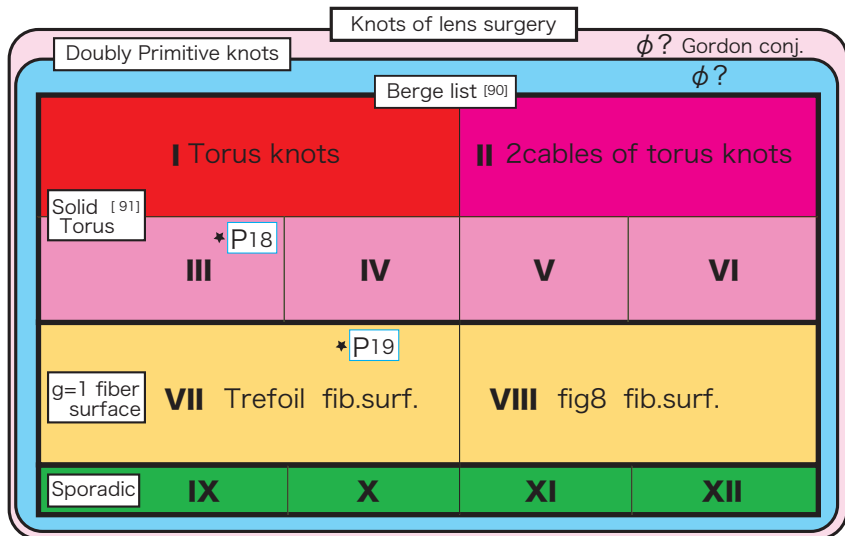 Knots of lens surgery
ϕ? Gordon conj.
Doubly Primitive knots
ϕ?
Berge list [90]
I Torus knots
II 2cables of torus knots
Solid [91]
Torus
P18
III
IV
V
VI
P19
g=1 fiber
surface
VII Trefoil fib.surf.
VIII fig8 fib.surf.
Sporadic
IX
X
XI
XII